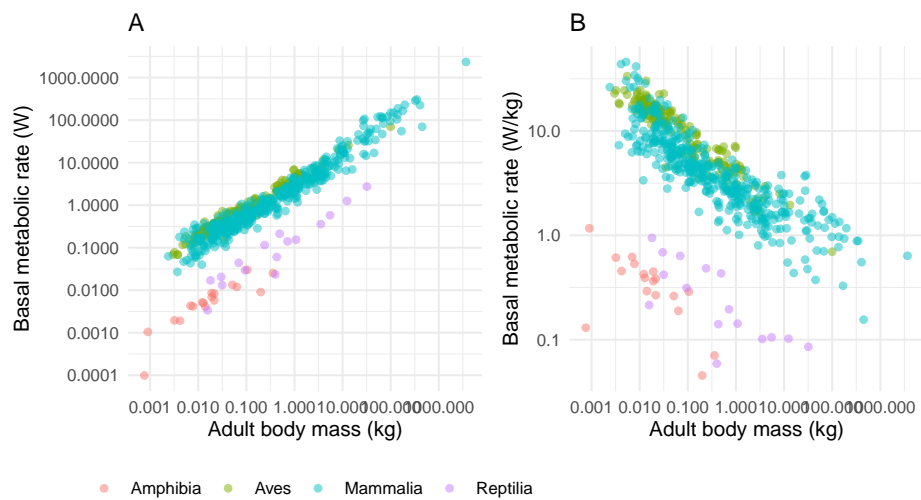 A
B
Basal metabolic rate (W)
1000.0000
100.0000
10.0000
1.0000
0.1000
0.0100
0.0010
0.0001
0.001
0.010
0.100
1.000
10.000
100.000
1000.000
Adult body mass (kg)
Basal metabolic rate (W/kg)
10.0
1.0
0.1
0.001
0.010
0.100
1.000
10.000
100.000
1000.000
Adult body mass (kg)
Amphibia
Aves
Mammalia
Reptilia